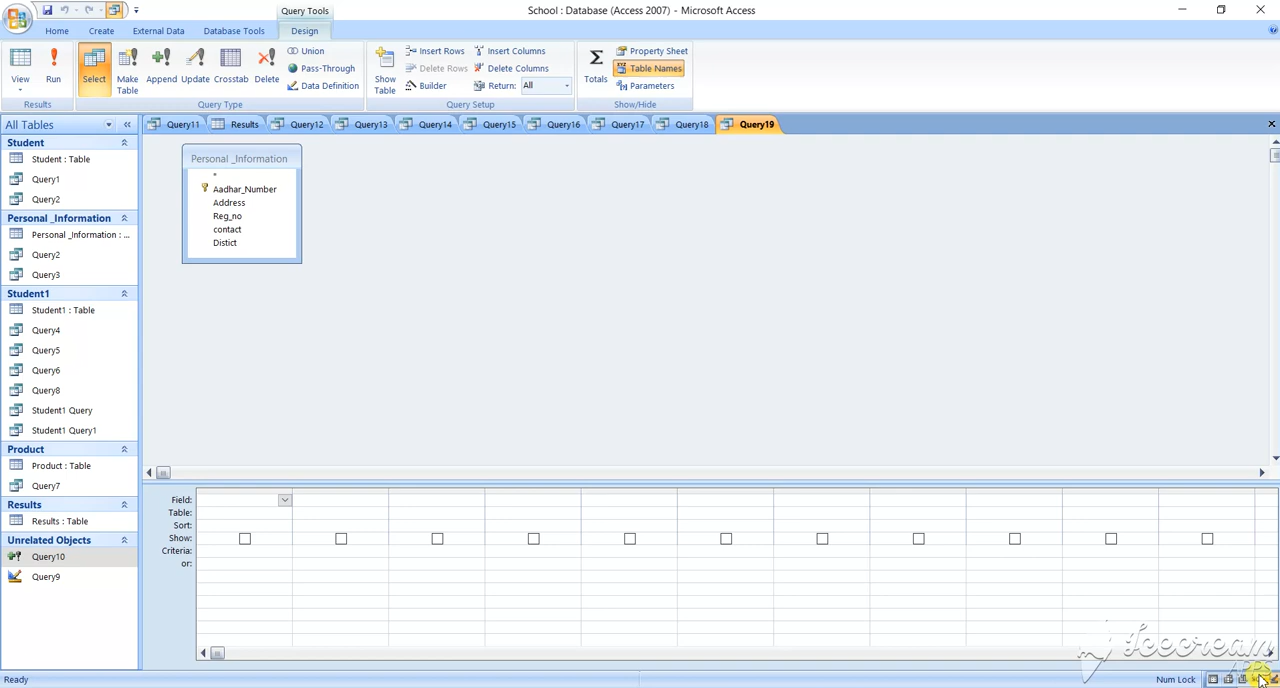 Query Tools
School : Database (Access 2007) - Microsoft Access
Home Create External Data Database Tools Design
View
Run
Results
Select
Make Table
Append
Update
Crosstab
Delete
Union
Pass-Through
Data Definition
Query Type
Show Table
Insert Rows
Delete Rows
Builder
Insert Columns
Delete Columns
Return: All
Query Setup
Totals
Property Sheet
Table Names
Parameters
Show/Hide
All Tables
Query11 Results Query12 Query13 Query14 Query15 Query16 Query17 Query18 Query19
Student
Student : Table
Query1
Query2
Personal _Information
Personal _Information : ...
Query2
Query3
Student1
Student1 : Table
Query4
Query5
Query6
Query8
Student1 Query
Student1 Query1
Product
Product : Table
Query7
Results
Results : Table
Unrelated Objects
Query10
Query9
Personal _Information
*
Aadhar_Number
Address
Reg_no
contact
Distict
Field:
Table:
Sort:
Show:
Criteria:
or:
Icecream
APPS
Ready
Num Lock